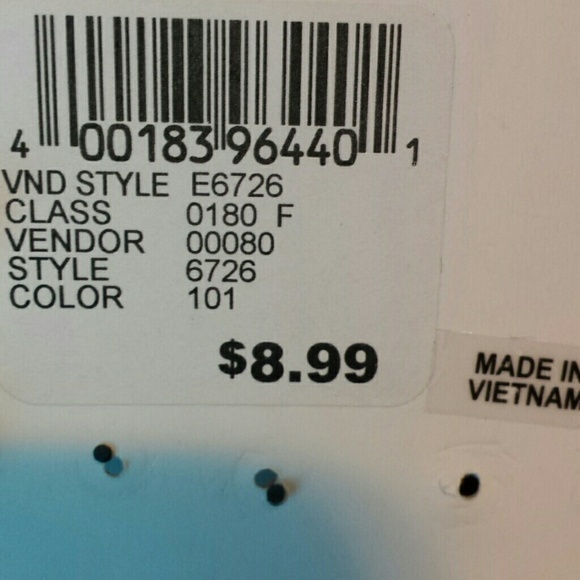 4 00183 96440 1
VND STYLE E6726
CLASS 0180 F
VENDOR 00080
STYLE 6726
COLOR 101
$8.99
MADE IN
VIETNAM